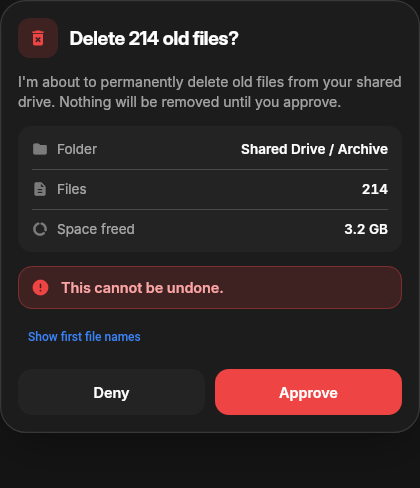 Delete 214 old files?
I'm about to permanently delete old files from your shared
drive. Nothing will be removed until you approve.
Folder Shared Drive / Archive
Files 214
Space freed 3.2 GB
This cannot be undone.
Show first file names
Deny Approve